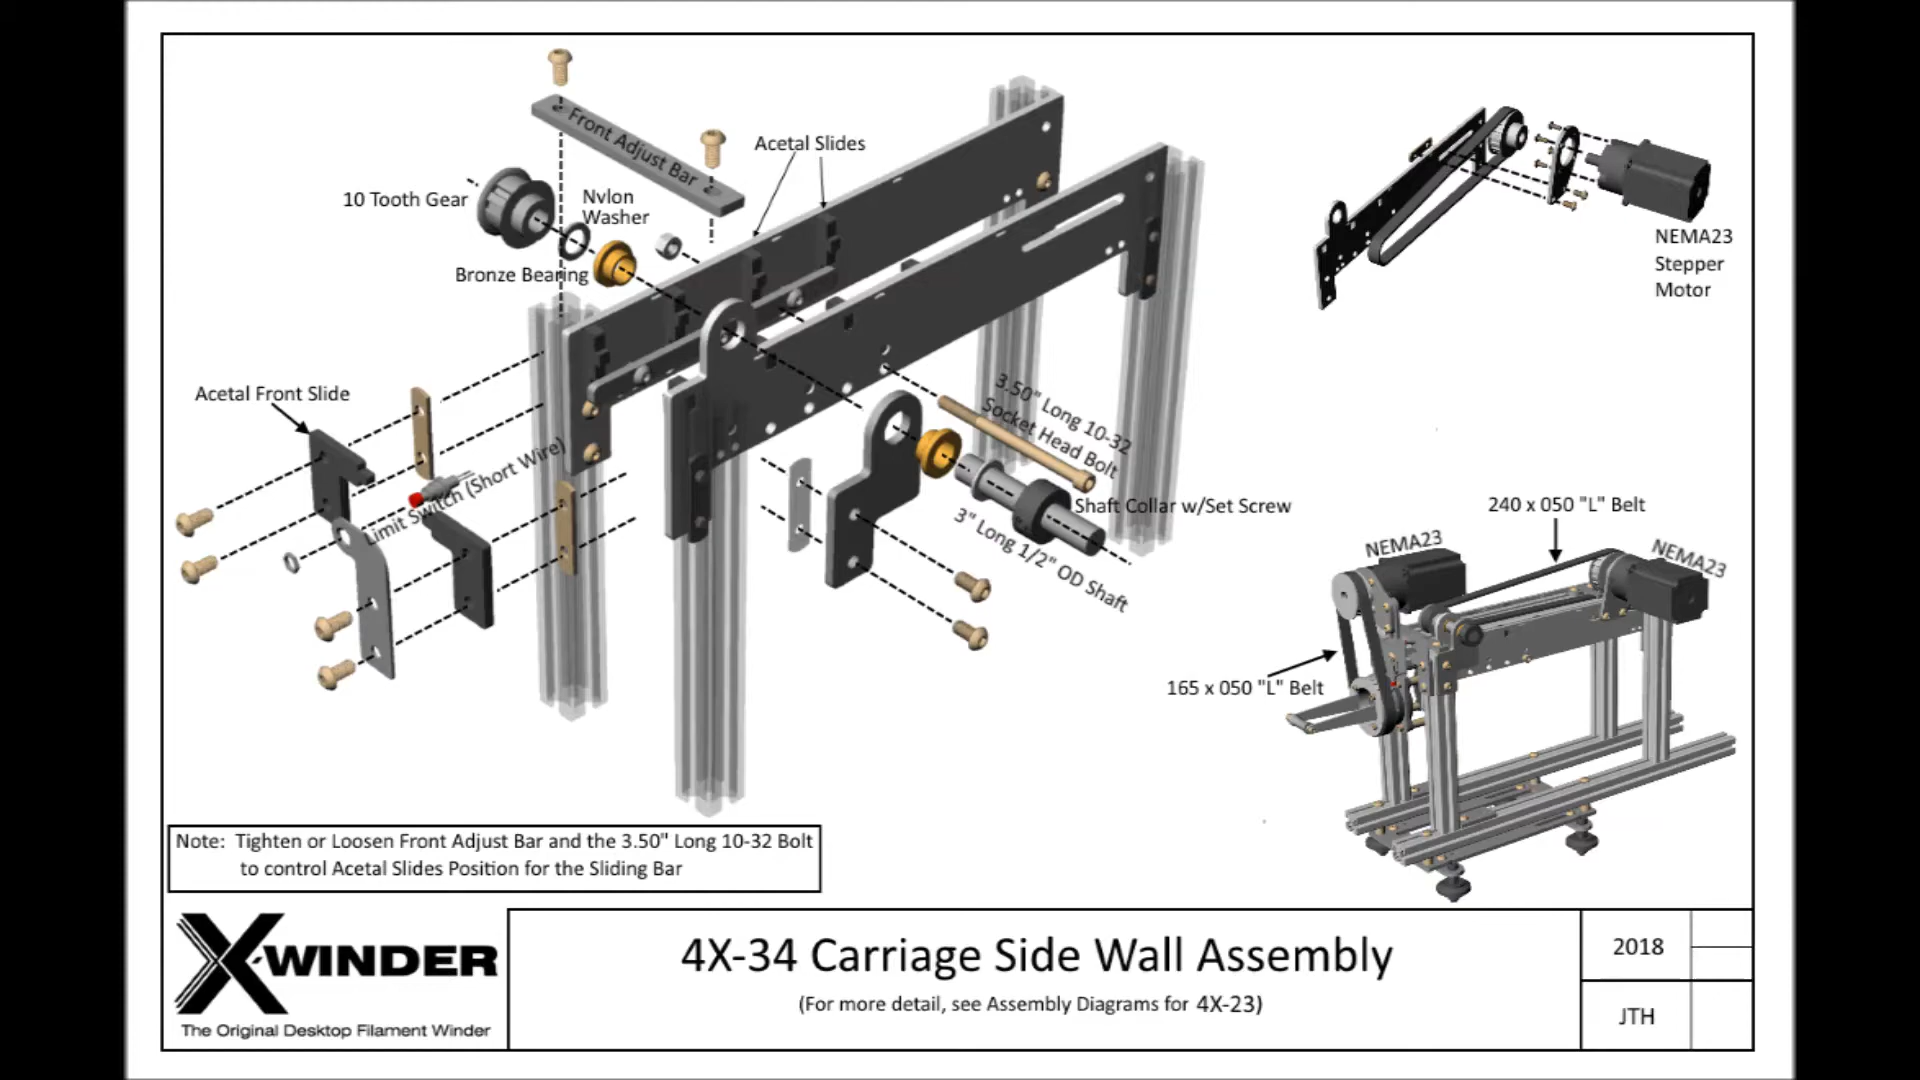 Front Adjust Bar
Acetal Slides
10 Tooth Gear
Nylon
Washer
Bronze Bearing
NEMA23
Stepper
Motor
Acetal Front Slide
Limit Switch (Short Wire)
3.50" Long 10-32
Socket Head
Bolt
Shaft Collar w/Set Screw
3" Long 1/2" OD Shaft
240 x 050 "L" Belt
NEMA23
NEMA23
165 x 050 "L" Belt
Note: Tighten or Loosen Front Adjust Bar and the 3.50" Long 10-32 Bolt
to control Acetal Slides Position for the Sliding Bar
X-WINDER
The Original Desktop Filament Winder
4X-34 Carriage Side Wall Assembly
(For more detail, see Assembly Diagrams for 4X-23)
2018
JTH